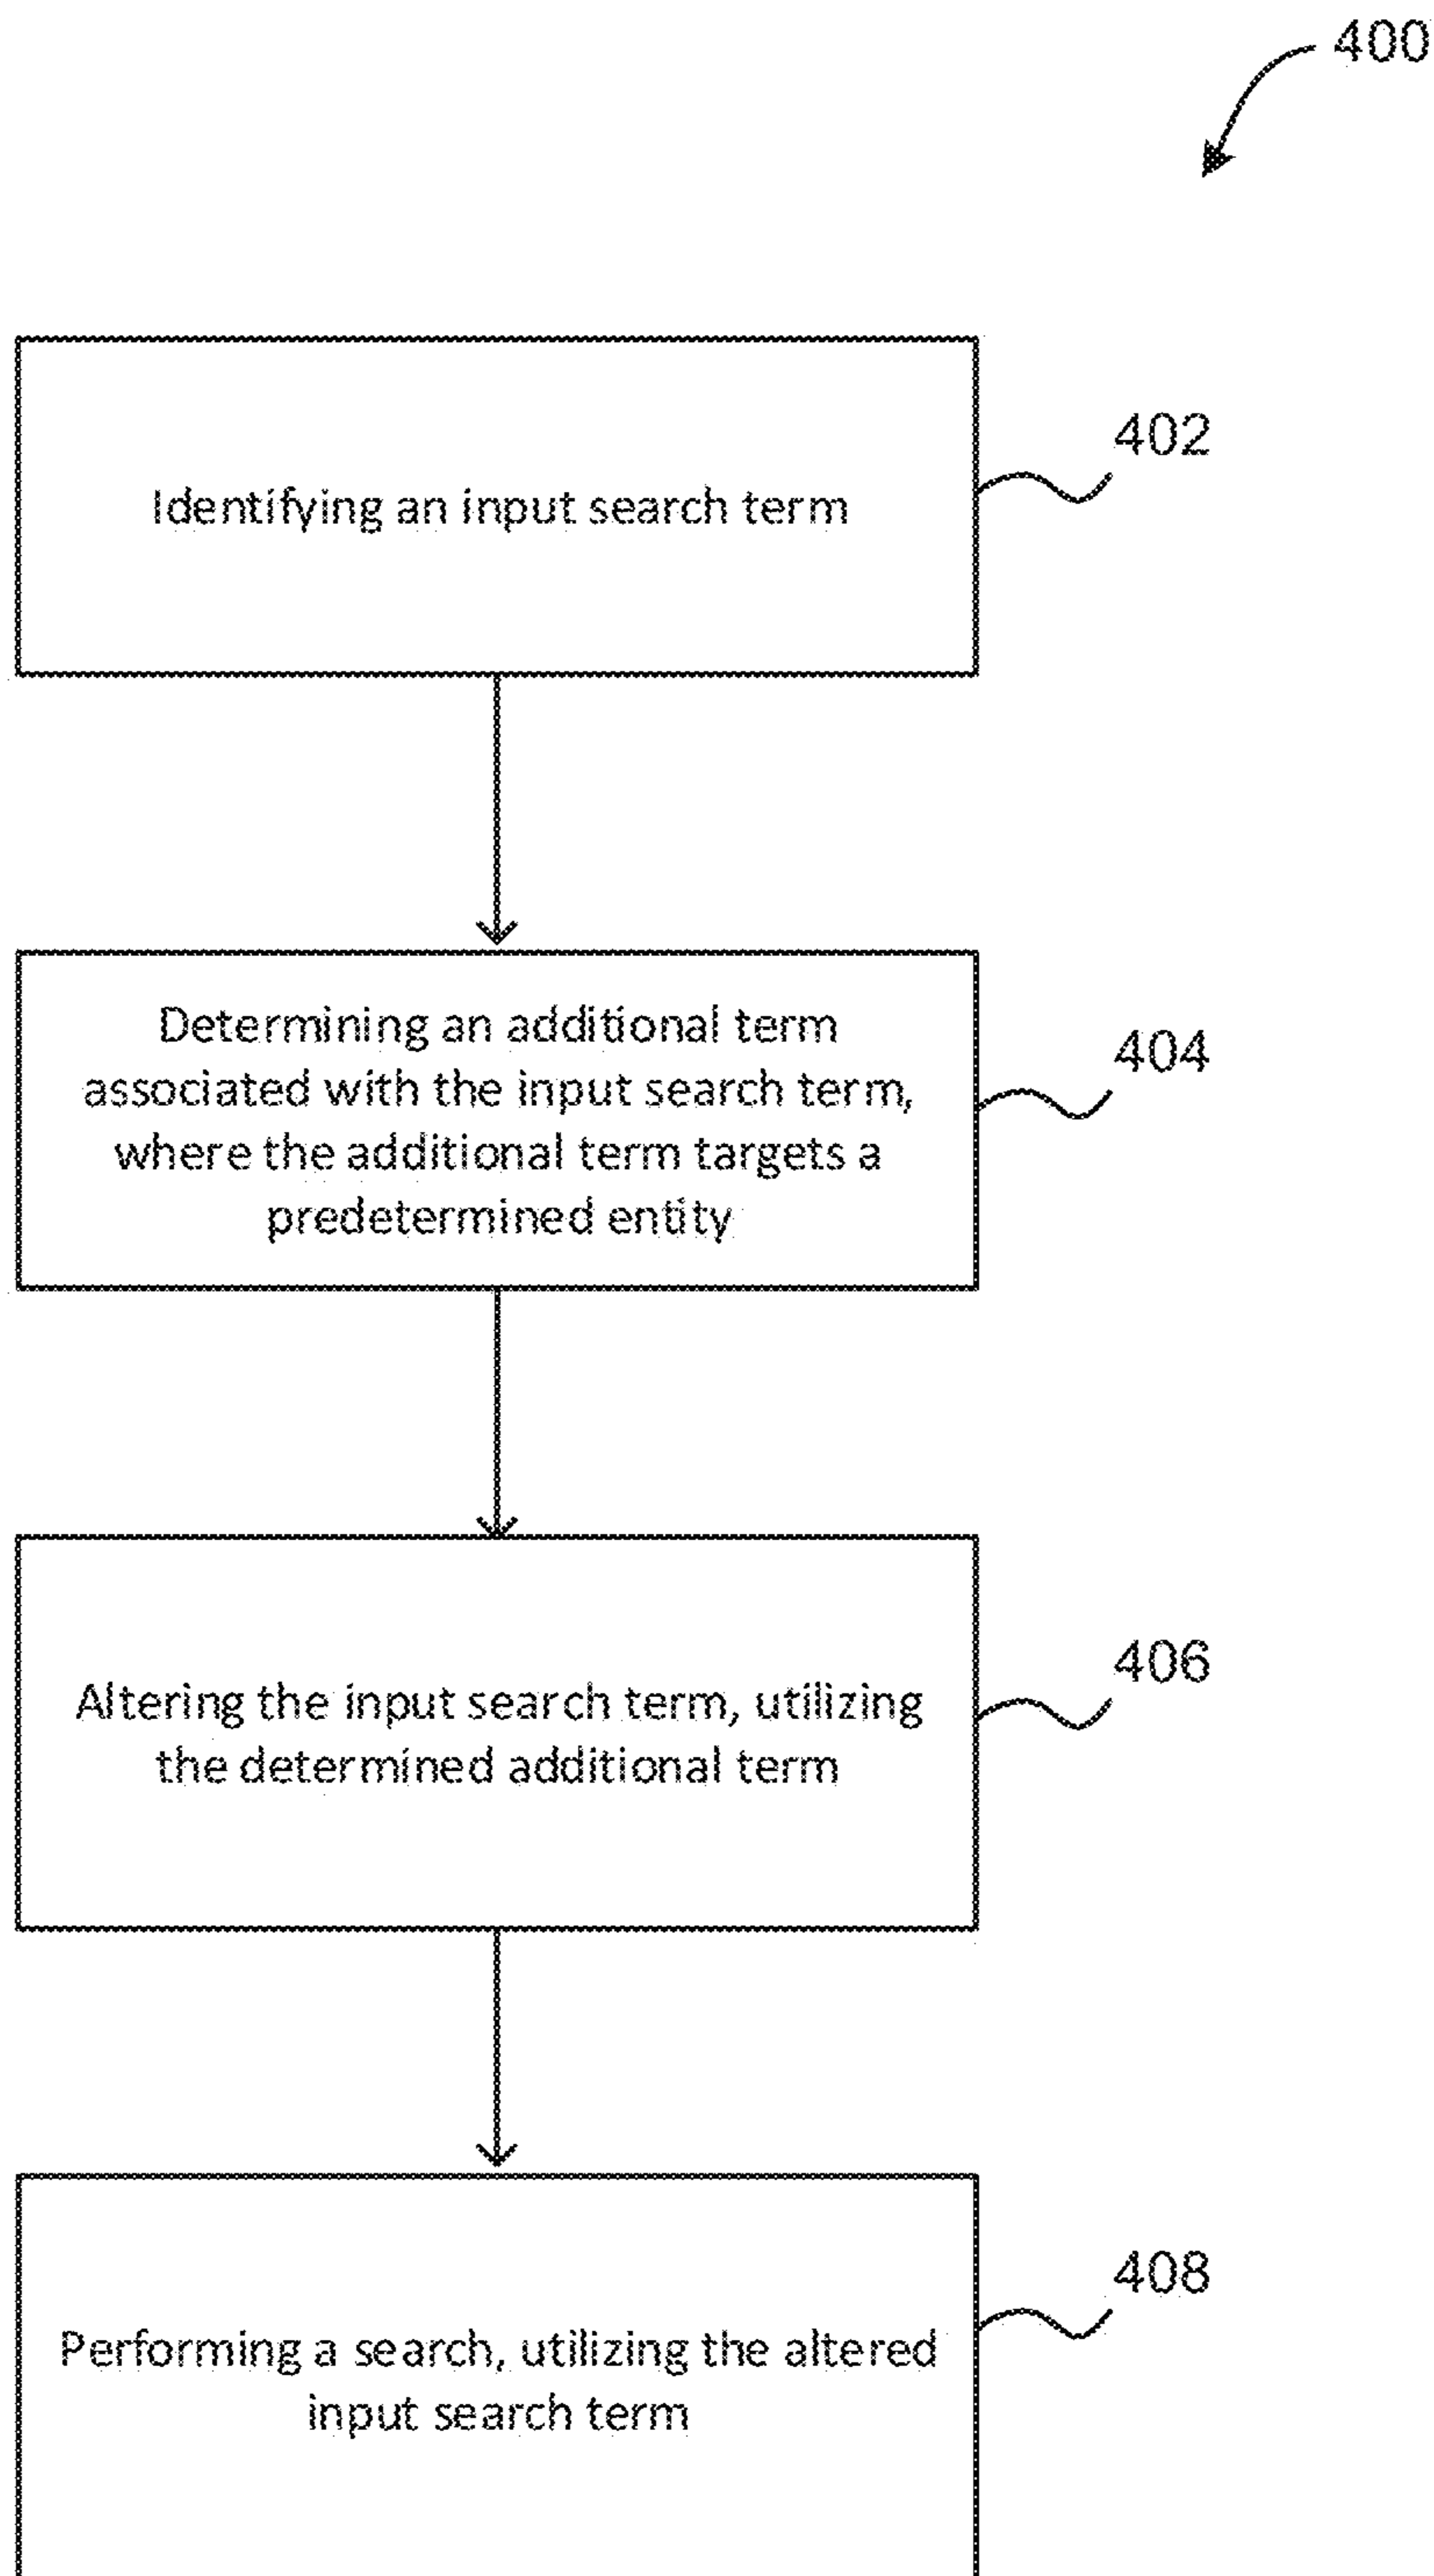 400
Identifying an input search term
402
Determining an additional term
associated with the input search term,
where the additional term targets a
predetermined entity
404
Altering the input search term, utilizing
the determined additional term
406
Performing a search, utilizing the altered
input search term
408